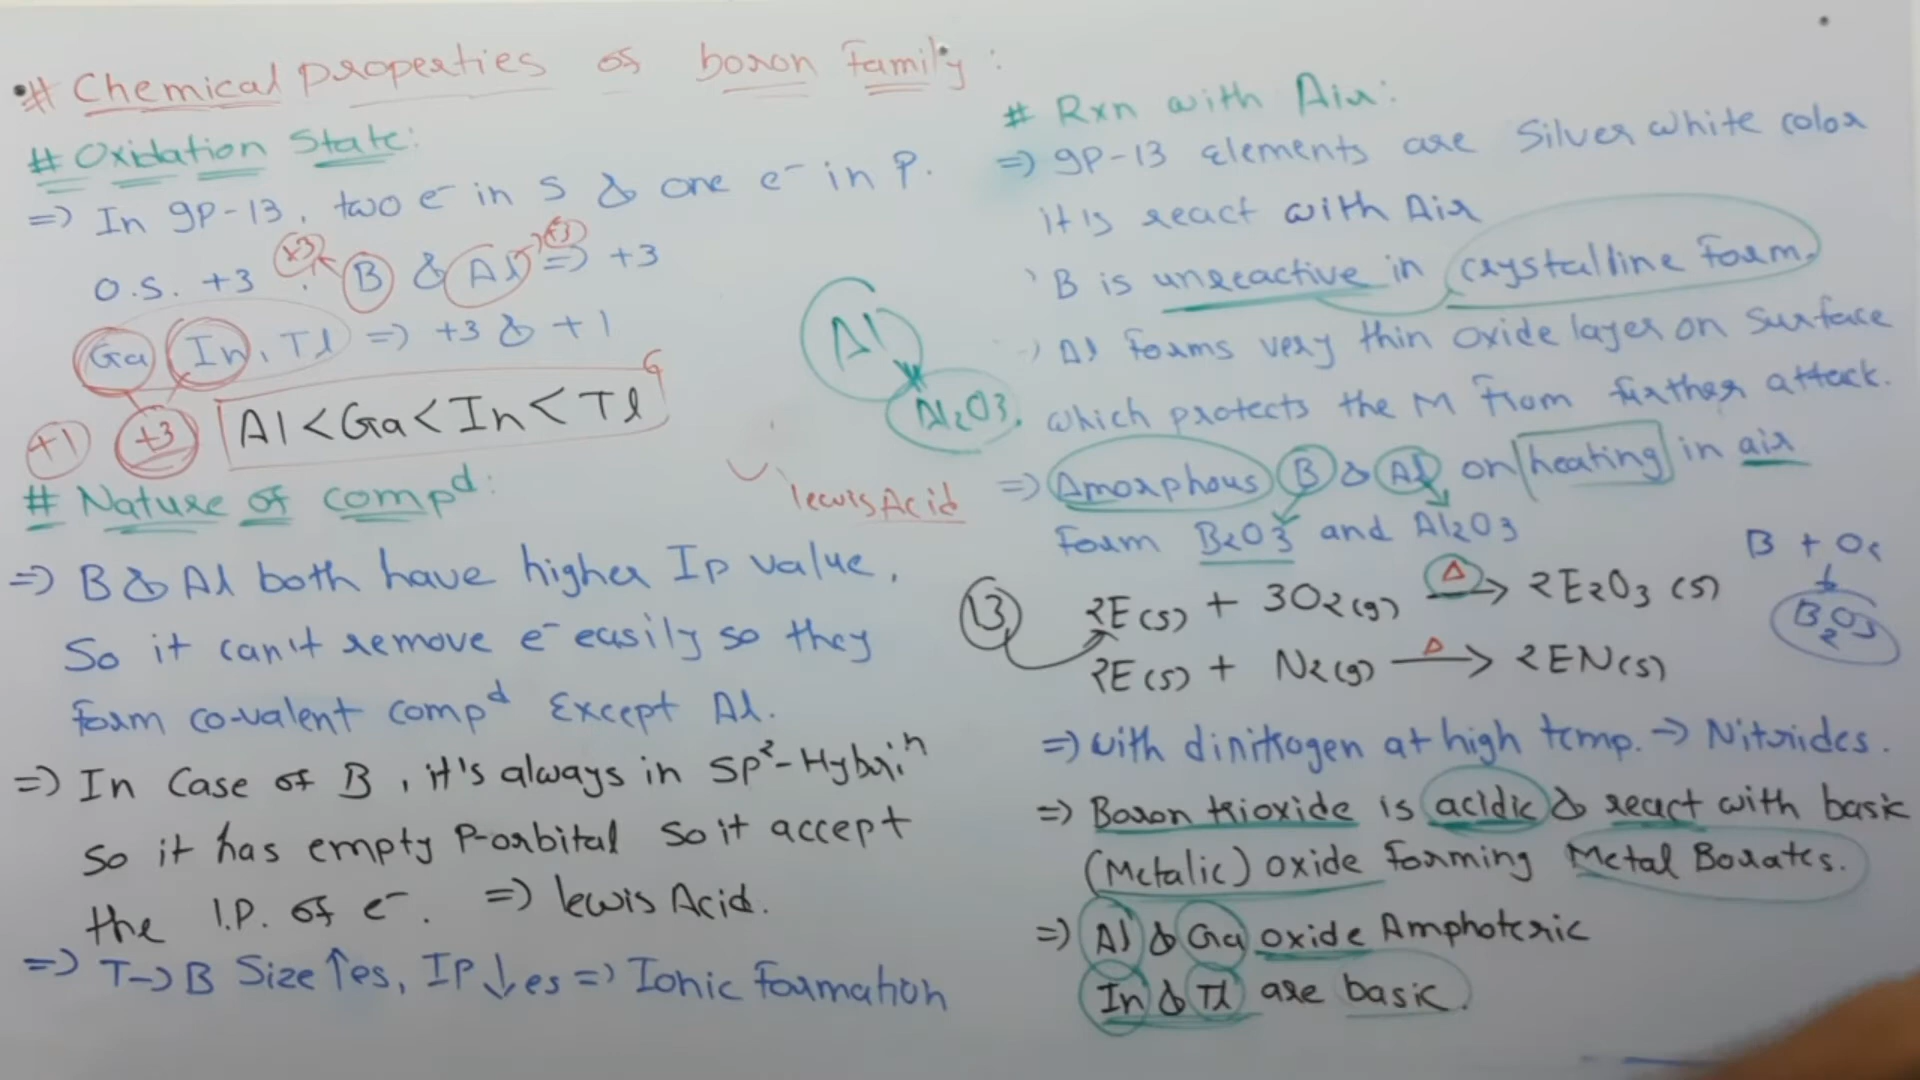 # Chemical properties of boron Family:
# Oxidation State:
=> In gp-13, two e- in S & one e- in P.
O.S. +3 +3 B & Al +3 => +3
Ga, In, Tl => +3 & +1
+1 +3 Al < Ga < In < Tl
# Nature of compd:
=> B & Al both have higher Ip value,
So it can't remove e- easily so they
form co-valent compd Except Al.
=> In Case of B, it's always in SP²-Hybrin
So it has empty P-orbital so it accept
the I.P. of e-. => lewis Acid.
=> T->B Size ↑es, IP ↓es => Ionic Formation
Al
Al2O3
lewis Acid
# Rxn with Air:
=> gp-13 Elements are Silver white color
it is react with Air
B is unreactive in crystalline form.
Al forms very thin oxide layer on surface
which protects the M from further attack.
=> Amorphous B & Al on heating in air
Form B2O3 and Al2O3
B + O2
↓
B2O3
13 2E(s) + 3O2(g) Δ→ 2E2O3(s)
2E(s) + N2(g) Δ→ 2EN(s)
=> with dinitrogen at high temp. -> Nitrides.
=> Boron trioxide is acidic & react with basic
(Metalic) oxide forming Metal Borates.
=> Al & Ga oxide Amphoteric
In & Tl are basic.